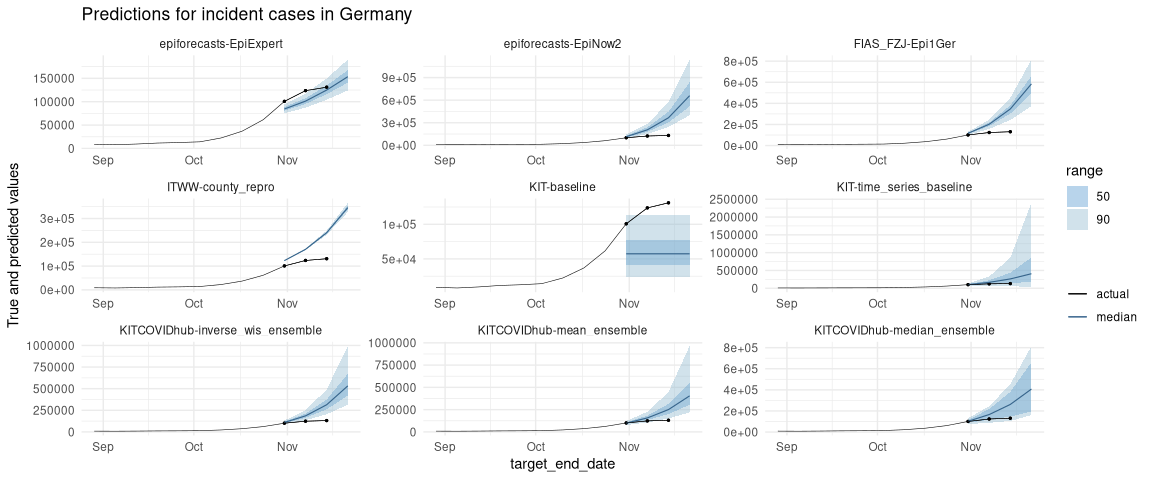 Predictions for incident cases in Germany
epiforecasts-EpiExpert
epiforecasts-EpiNow2
FIAS_FZJ-Epi1Ger
150000
100000
50000
0
Sep Oct Nov
9e+05
6e+05
3e+05
0e+00
Sep Oct Nov
8e+05
6e+05
4e+05
2e+05
0e+00
Sep Oct Nov
ITWW-county_repro
KIT-baseline
KIT-time_series_baseline
3e+05
2e+05
1e+05
0e+00
Sep Oct Nov
1e+05
5e+04
Sep Oct Nov
2500000
2000000
1500000
1000000
500000
0
Sep Oct Nov
KITCOVIDhub-inverse_wis_ensemble
KITCOVIDhub-mean_ensemble
KITCOVIDhub-median_ensemble
1000000
750000
500000
250000
0
Sep Oct Nov
1000000
750000
500000
250000
0
Sep Oct Nov
8e+05
6e+05
4e+05
2e+05
0e+00
Sep Oct Nov
True and predicted values
target_end_date
range
50
90
actual
median